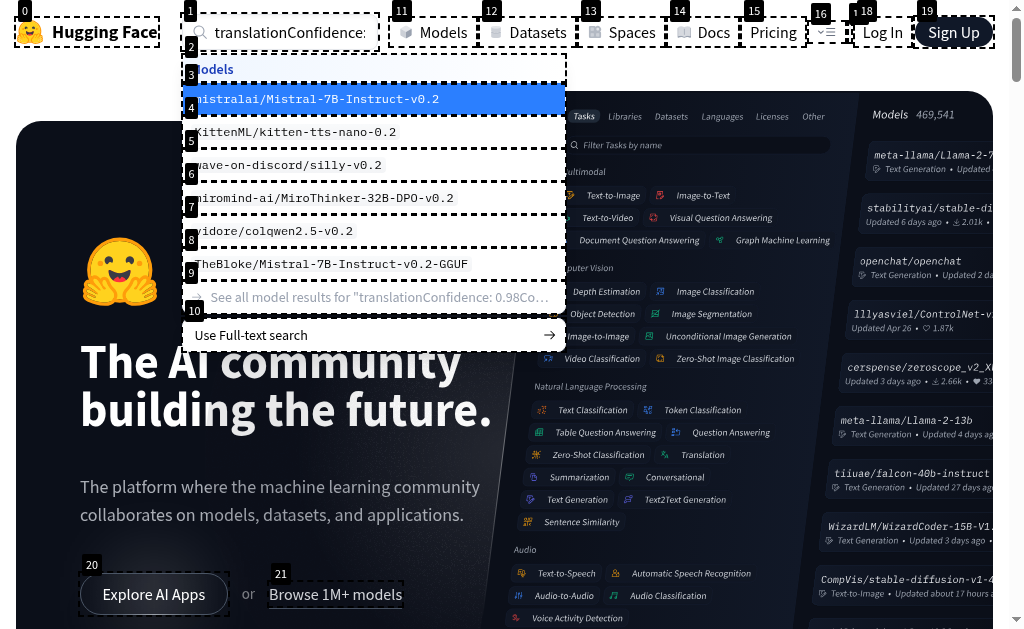 0
1
11
12
13
14
15
16
18
19
Hugging Face
translationConfidence:
Models
Datasets
Spaces
Docs
Pricing
Log In
Sign Up
2
3
Models
4
mistralai/Mistral-7B-Instruct-v0.2
5
KittenML/kitten-tts-nano-0.2
6
wave-on-discord/silly-v0.2
7
miromind-ai/MiroThinker-32B-DPO-v0.2
8
vidore/colqwen2.5-v0.2
9
TheBloke/Mistral-7B-Instruct-v0.2-GGUF
See all model results for "translationConfidence: 0.98Co…
10
Use Full-text search
The AI community
building the future.
The platform where the machine learning community
collaborates on models, datasets, and applications.
20
Explore AI Apps
or
21
Browse 1M+ models
Tasks Libraries Datasets Languages Licenses Other
Filter Tasks by name
Text-to-Image Image-to-Text
Text-to-Video Visual Question Answering
Document Question Answering Graph Machine Learning
Depth Estimation Image Classification
Object Detection Image Segmentation
Image-to-Image Unconditional Image Generation
Video Classification Zero-Shot Image Classification
Natural Language Processing
Text Classification Token Classification
Table Question Answering Question Answering
Zero-Shot Classification Translation
Summarization Conversational
Text Generation Text2Text Generation
Sentence Similarity
Audio
Text-to-Speech Automatic Speech Recognition
Audio-to-Audio Audio Classification
Voice Activity Detection
Models 469,541
meta-llama/Llama-2-7
Text Generation • Updated
stabilityai/stable-di
Updated 6 days ago • 2.01k •
openchat/openchat
Text Generation • Updated 2 da
lllyasviel/ControlNet-v
Updated Apr 26 • 1.87k
cerspense/zeroscope_v2_X
Updated 3 days ago • 2.66k • 33
meta-llama/Llama-2-13b
Text Generation • Updated 4 days ag
tiiuae/falcon-40b-instruct
Text Generation • Updated 27 days ag
WizardLM/WizardCoder-15B-V1.
Text Generation • Updated 3 days ago •
CompVis/stable-diffusion-v1-4
Text-to-Image • Updated about 17 hours a